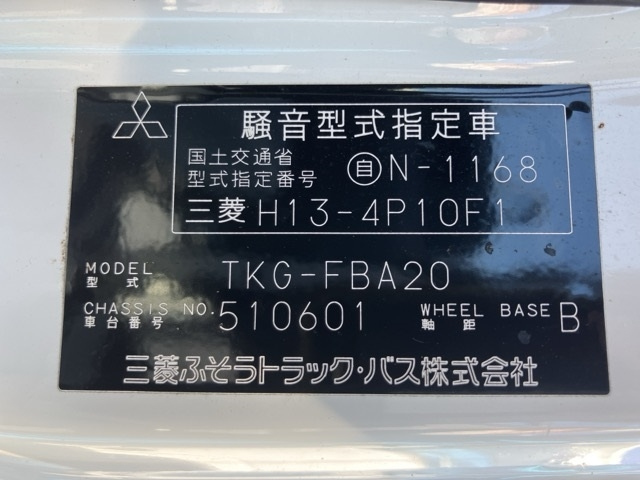 騒音型式指定車
国土交通省
型式指定番号 自N-1168
三菱 H13-4P10F1
MODEL
型式 TKG-FBA20
CHASSIS NO. 510601 WHEEL BASE B
車台番号 軸距
三菱ふそうトラック・バス株式会社